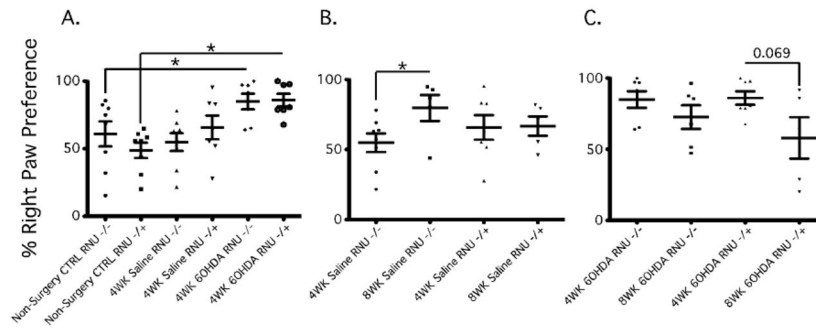 A.
B.
C.
% Right Paw Preference
100
50
0
*
*
Non-Surgery CTRL RNU -/-
Non-Surgery CTRL RNU -/+
4WK Saline RNU -/-
4WK Saline RNU -/+
4WK 6OHDA RNU -/-
4WK 6OHDA RNU -/+
100
50
0
*
4WK Saline RNU -/-
8WK Saline RNU -/-
4WK Saline RNU -/+
8WK Saline RNU -/+
100
50
0
0.069
4WK 6OHDA RNU -/-
8WK 6OHDA RNU -/-
4WK 6OHDA RNU -/+
8WK 6OHDA RNU -/+